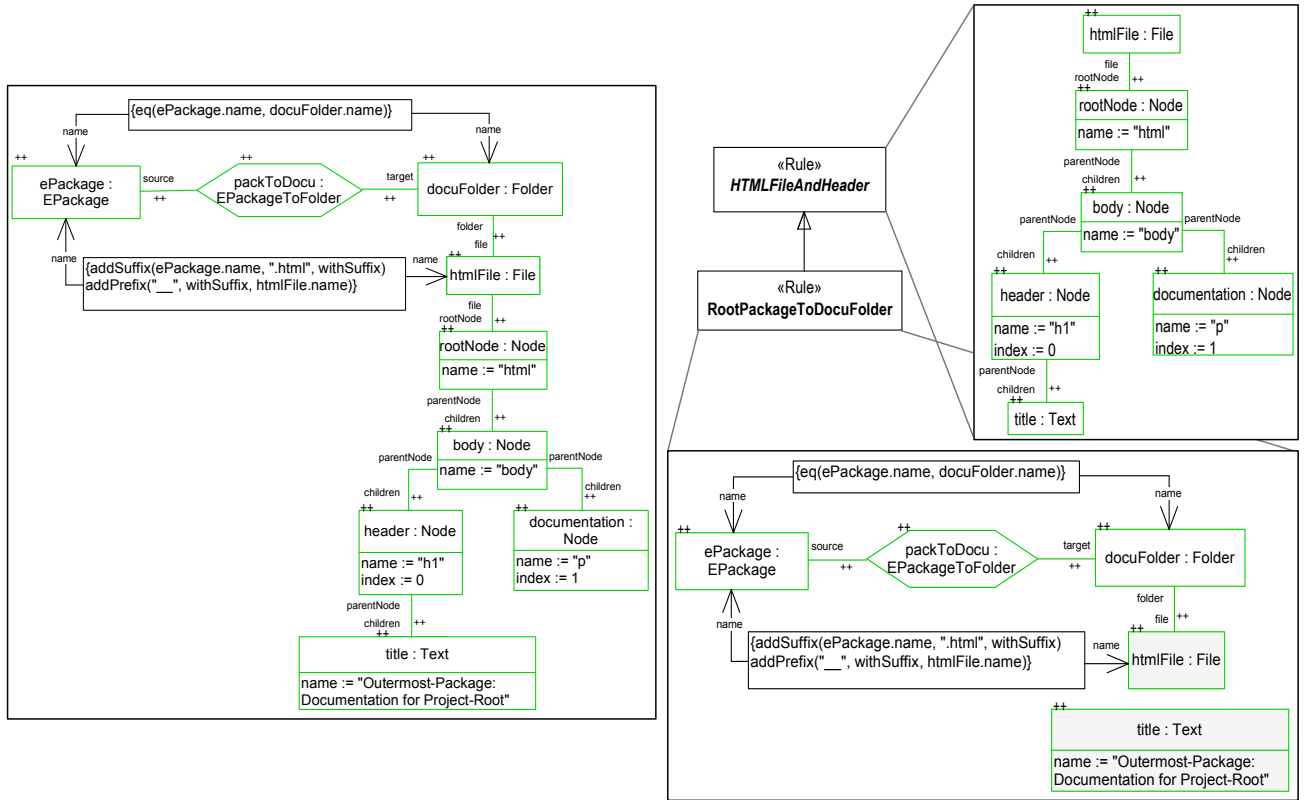 {eq(ePackage.name, docuFolder.name)}
name
name
++
++
++
ePackage :
EPackage
source
++
packToDocu :
EPackageToFolder
target
++
docuFolder : Folder
folder
++
file
++
name
name
{addSuffix(ePackage.name, ".html", withSuffix)
addPrefix("__", withSuffix, htmlFile.name)}
htmlFile : File
file
rootNode
++
++
rootNode : Node
name := "html"
parentNode
children
++
++
body : Node
name := "body"
parentNode
parentNode
children
++
++
children
++
++
header : Node
name := "h1"
index := 0
documentation :
Node
name := "p"
index := 1
parentNode
children
++
++
title : Text
name := "Outermost-Package:
Documentation for Project-Root"
«Rule»
HTMLFileAndHeader
«Rule»
RootPackageToDocuFolder
++
htmlFile : File
file
rootNode
++
++
rootNode : Node
name := "html"
parentNode
children
++
++
body : Node
name := "body"
parentNode
parentNode
children
++
++
children
++
++
header : Node
name := "h1"
index := 0
documentation : Node
name := "p"
index := 1
parentNode
children
++
++
title : Text
{eq(ePackage.name, docuFolder.name)}
name
name
++
++
++
ePackage :
EPackage
source
++
packToDocu :
EPackageToFolder
target
++
docuFolder : Folder
folder
file
++
++
name
name
{addSuffix(ePackage.name, ".html", withSuffix)
addPrefix("__", withSuffix, htmlFile.name)}
htmlFile : File
++
title : Text
name := "Outermost-Package:
Documentation for Project-Root"